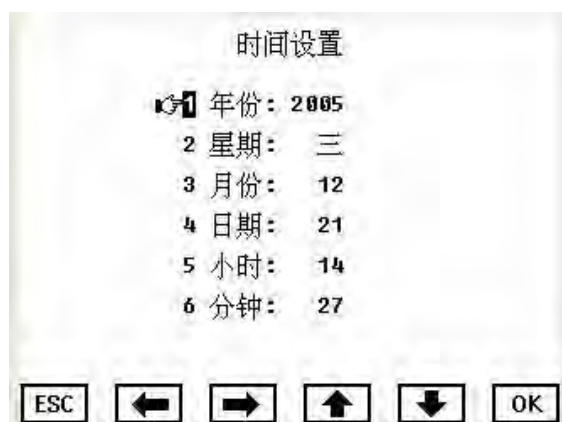 时间设置
1 年份: 2005
2 星期: 三
3 月份: 12
4 日期: 21
5 小时: 14
6 分钟: 27
ESC OK